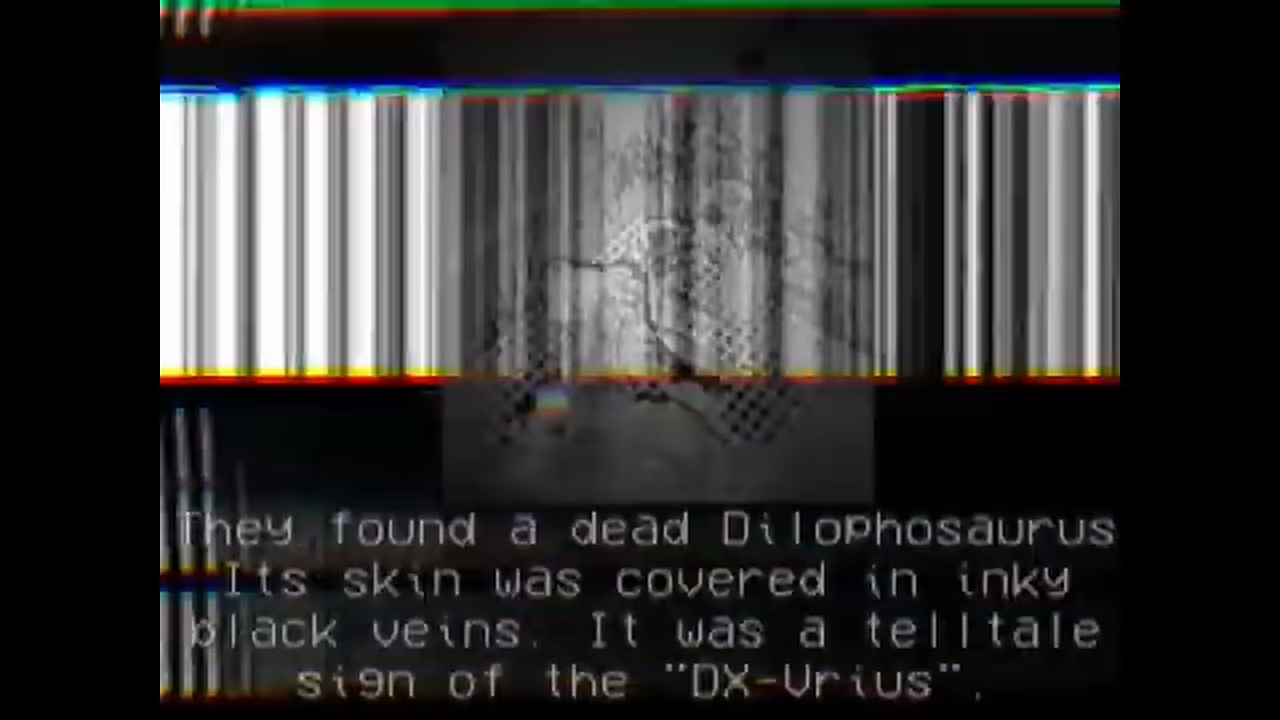 They found a dead Dilophosaurus
Its skin was covered in inky
black veins. It was a telltale
sign of the "DX-Vrius".